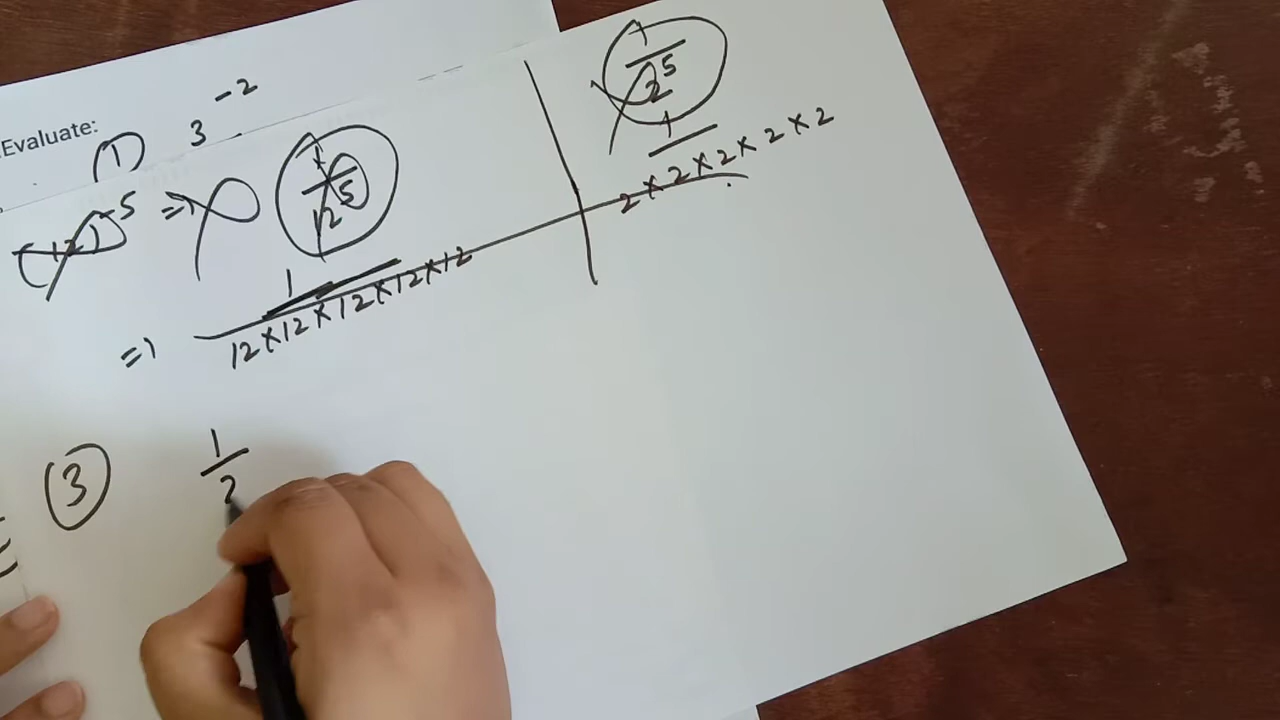 Evaluate:
① 3^-2
(12)^5 => 1/12^5
=> 1/12×12×12×12×12
1/2^5
1/2×2×2×2×2
③ 1/2